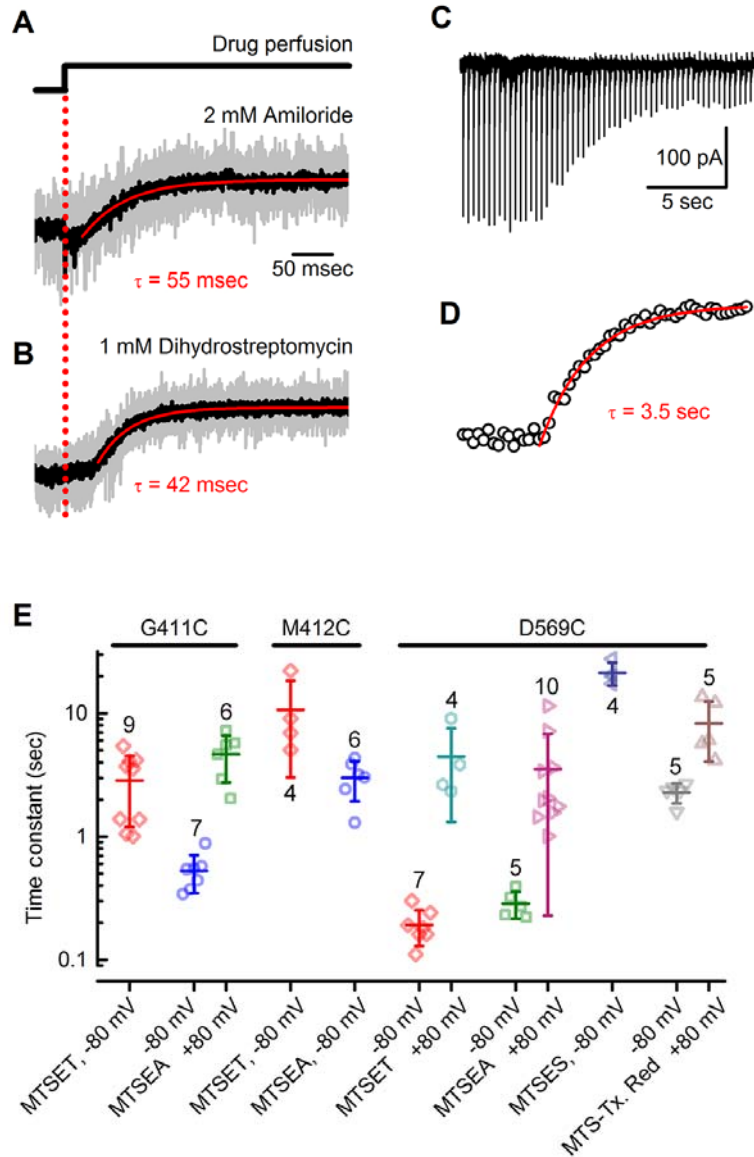 A
Drug perfusion
2 mM Amiloride
50 msec
τ = 55 msec
B
1 mM Dihydrostreptomycin
τ = 42 msec
C
100 pA
5 sec
D
τ = 3.5 sec
E
G411C
M412C
D569C
Time constant (sec)
10
1
0.1
9
7
6
4
6
7
4
5
10
4
5
5
MTSET, -80 mV
-80 mV
MTSEA +80 mV
MTSET, -80 mV
MTSEA, -80 mV
-80 mV
MTSET +80 mV
-80 mV
MTSEA +80 mV
MTSES, -80 mV
-80 mV
MTS-Tx. Red +80 mV